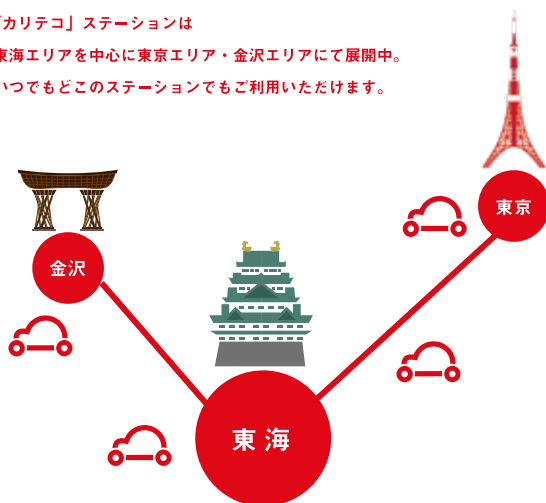 「カリテコ」ステーションは
東海エリアを中心に東京エリア・金沢エリアにて展開中。
いつでもどこのステーションでもご利用いただけます。
東京
金沢
東海